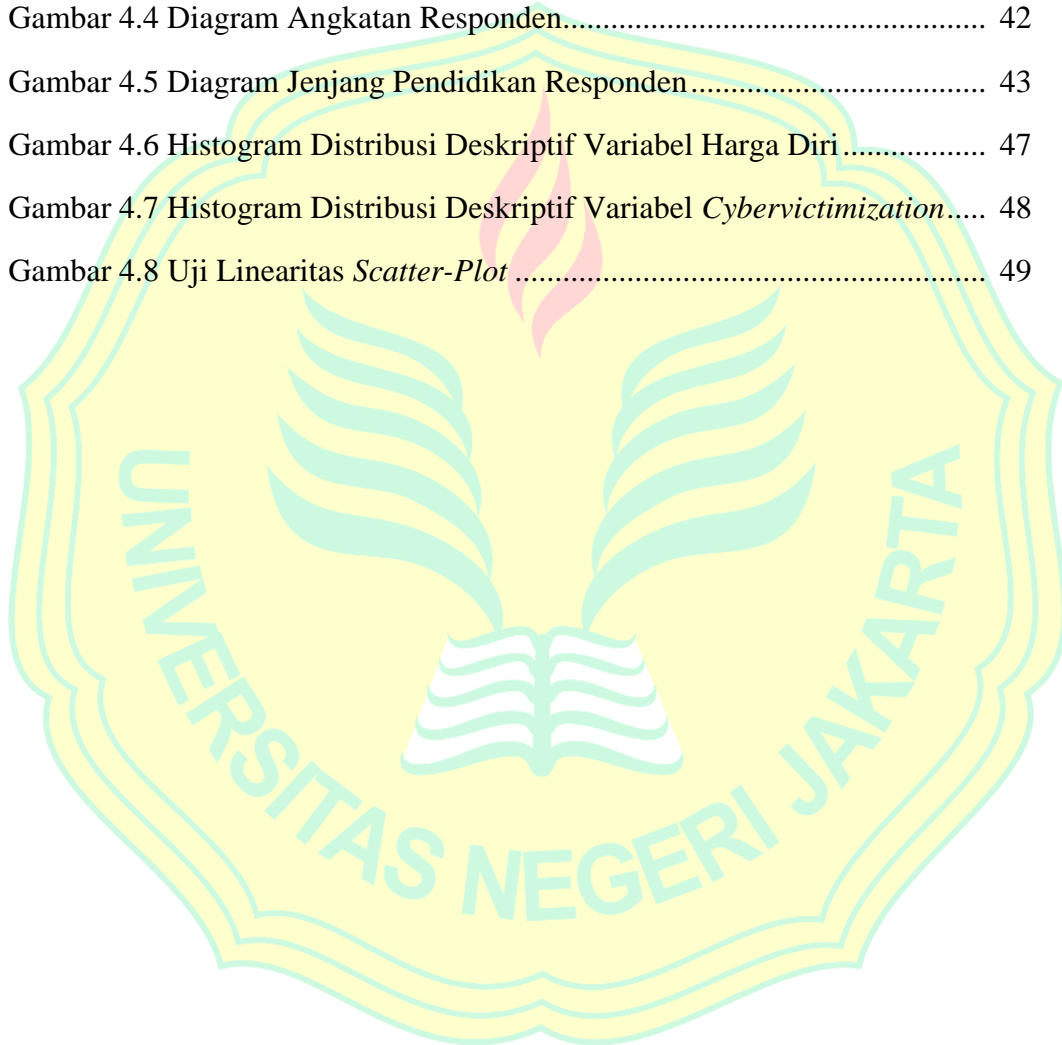 Gambar 4.4 Diagram Angkatan Responden..................................................... 42
Gambar 4.5 Diagram Jenjang Pendidikan Responden..................................... 43
Gambar 4.6 Histogram Distribusi Deskriptif Variabel Harga Diri.................. 47
Gambar 4.7 Histogram Distribusi Deskriptif Variabel Cybervictimization..... 48
Gambar 4.8 Uji Linearitas Scatter-Plot........................................................... 49
UNIVERSITAS NEGERI JAKARTA